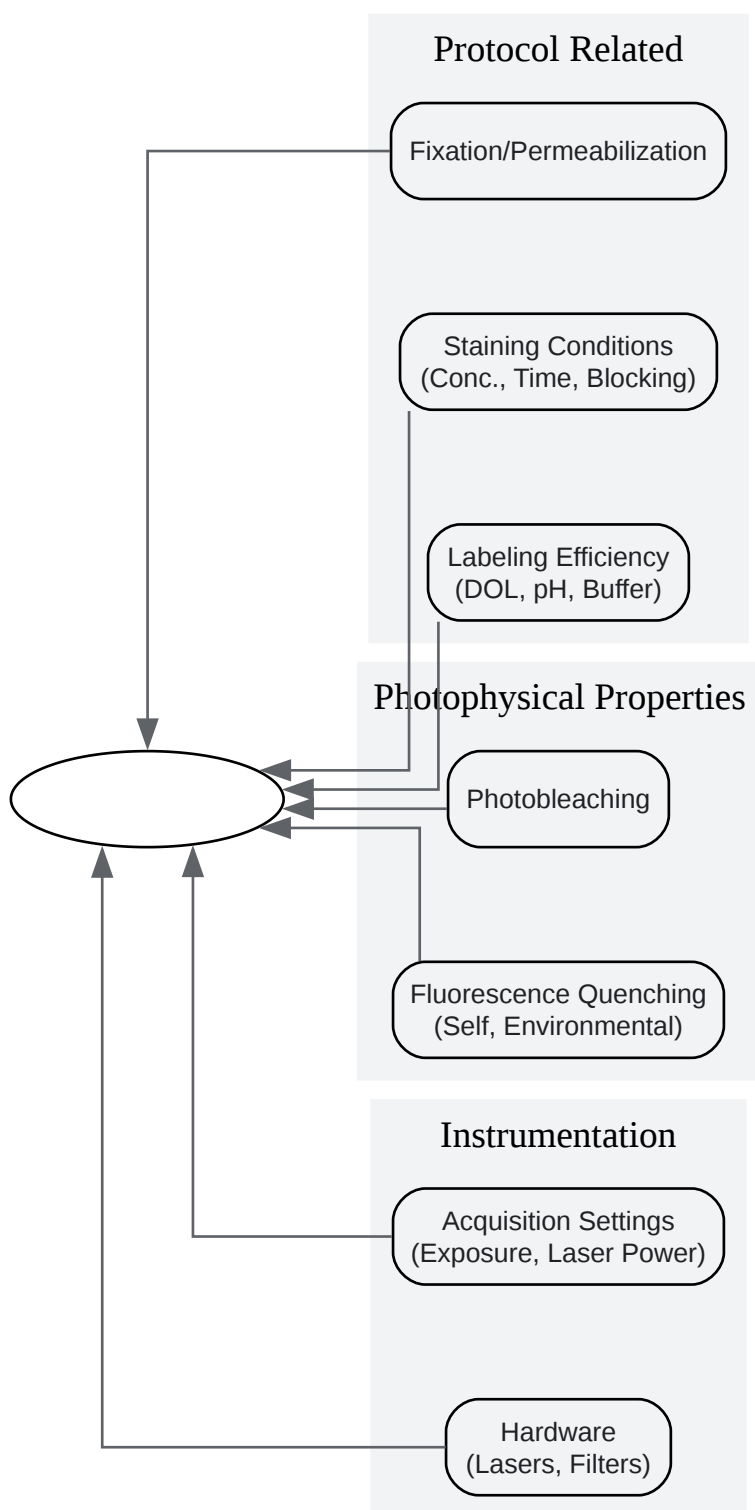 Protocol Related
Fixation/Permeabilization
Staining Conditions
(Conc., Time, Blocking)
Labeling Efficiency
(DOL, pH, Buffer)
Photophysical Properties
Photobleaching
Fluorescence Quenching
(Self, Environmental)
Instrumentation
Acquisition Settings
(Exposure, Laser Power)
Hardware
(Lasers, Filters)